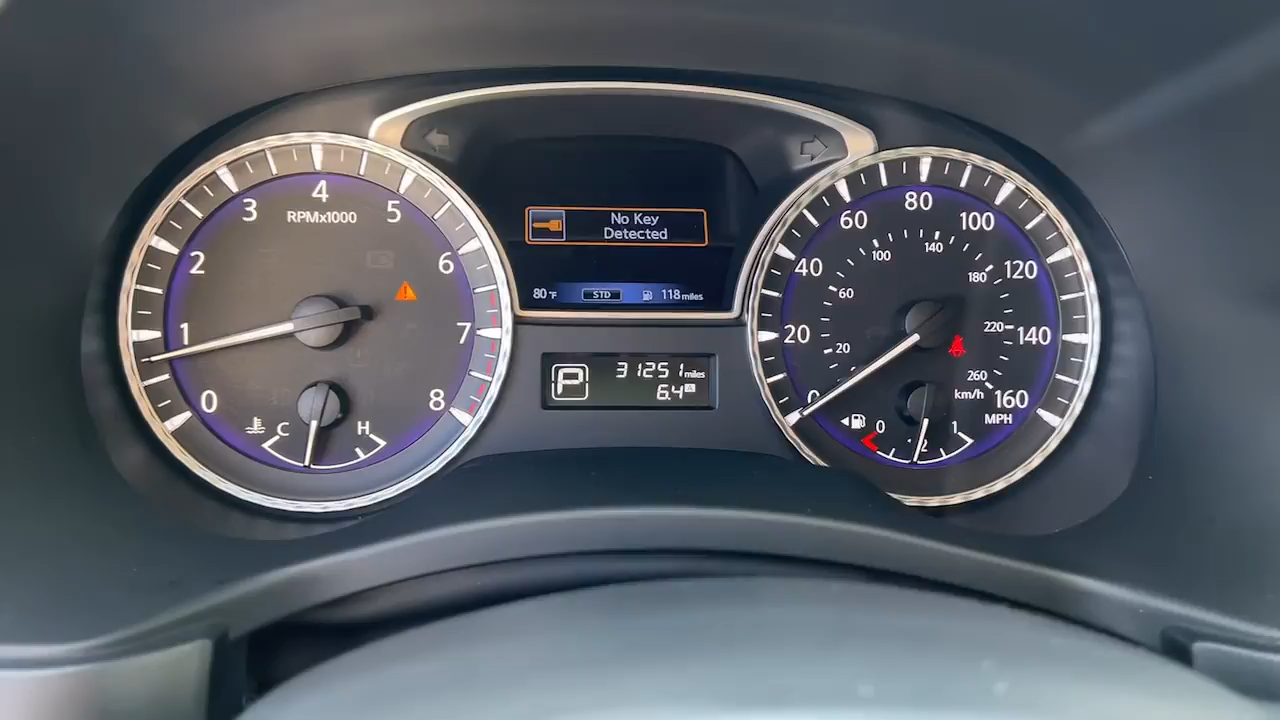 No Key
Detected
80 °F
STD
118 miles
P
31251 miles
6.4 A
RPMx1000
0
1
2
3
4
5
6
7
8
C
H
0
20
40
60
80
100
120
140
160
MPH
20
60
100
140
180
220
260
km/h
0
1